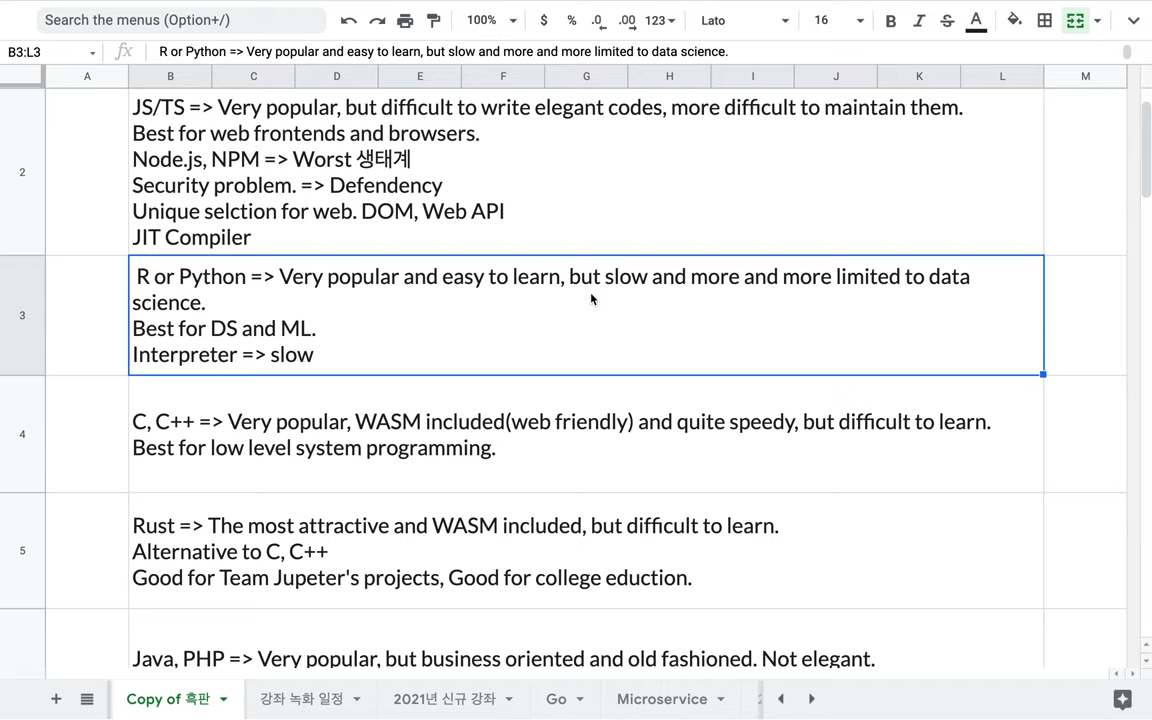 Search the menus (Option+/)
100%
$ % .0 .00 123
Lato
16
B I S A
B3:L3
fx
R or Python => Very popular and easy to learn, but slow and more and more limited to data science.
A B C D E F G H I J K L M
2
JS/TS => Very popular, but difficult to write elegant codes, more difficult to maintain them.
Best for web frontends and browsers.
Node.js, NPM => Worst 생태계
Security problem. => Defendency
Unique selction for web. DOM, Web API
JIT Compiler
3
R or Python => Very popular and easy to learn, but slow and more and more limited to data
science.
Best for DS and ML.
Interpreter => slow
4
C, C++ => Very popular, WASM included(web friendly) and quite speedy, but difficult to learn.
Best for low level system programming.
5
Rust => The most attractive and WASM included, but difficult to learn.
Alternative to C, C++
Good for Team Jupeter's projects, Good for college eduction.
Java, PHP => Very popular, but business oriented and old fashioned. Not elegant.
Copy of 흑판
강좌 녹화 일정
2021년 신규 강좌
Go
Microservice